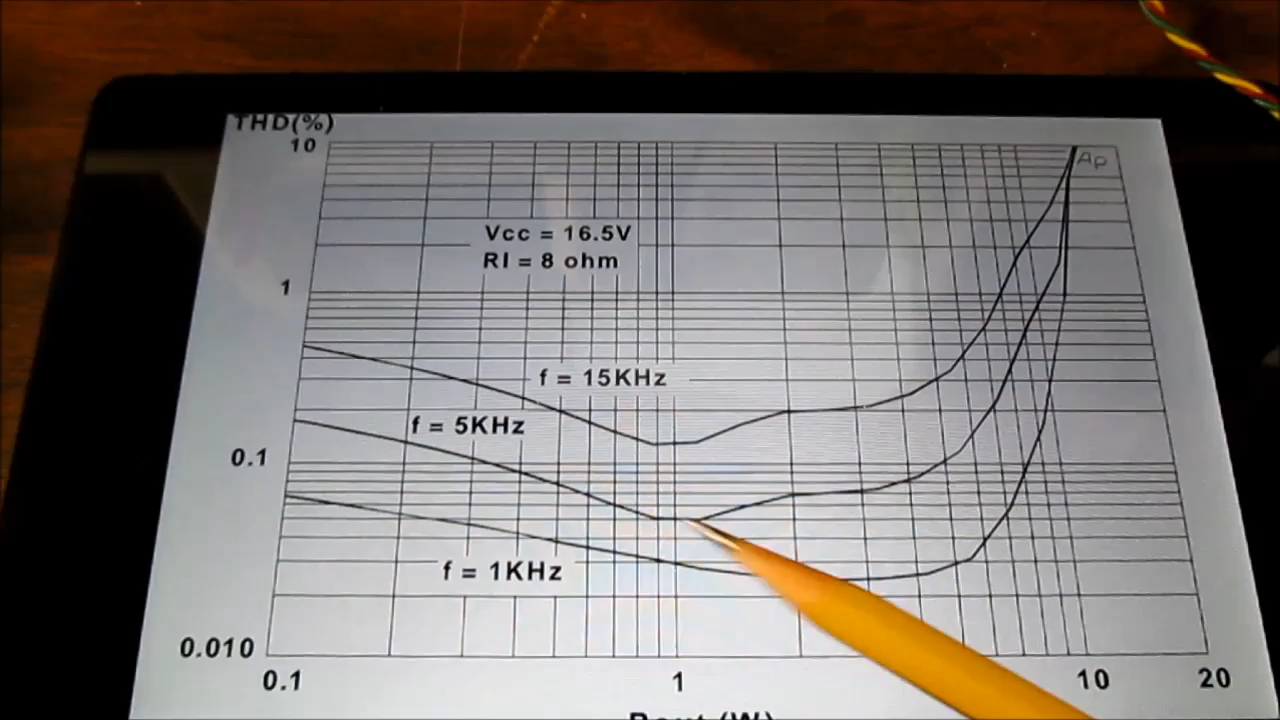 THD(%)
10
Ap
Vcc = 16.5V
Rl = 8 ohm
1
f = 15KHz
f = 5KHz
0.1
f = 1KHz
0.010
0.1 1 10 20
Pout (W)